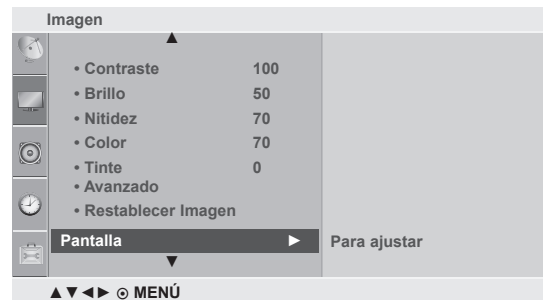 Imagen
▲
• Contraste 100
• Brillo 50
• Nitidez 70
• Color 70
• Tinte 0
• Avanzado
• Restablecer Imagen
Pantalla ► Para ajustar
▼
▲▼◄► ⊙ MENÚ